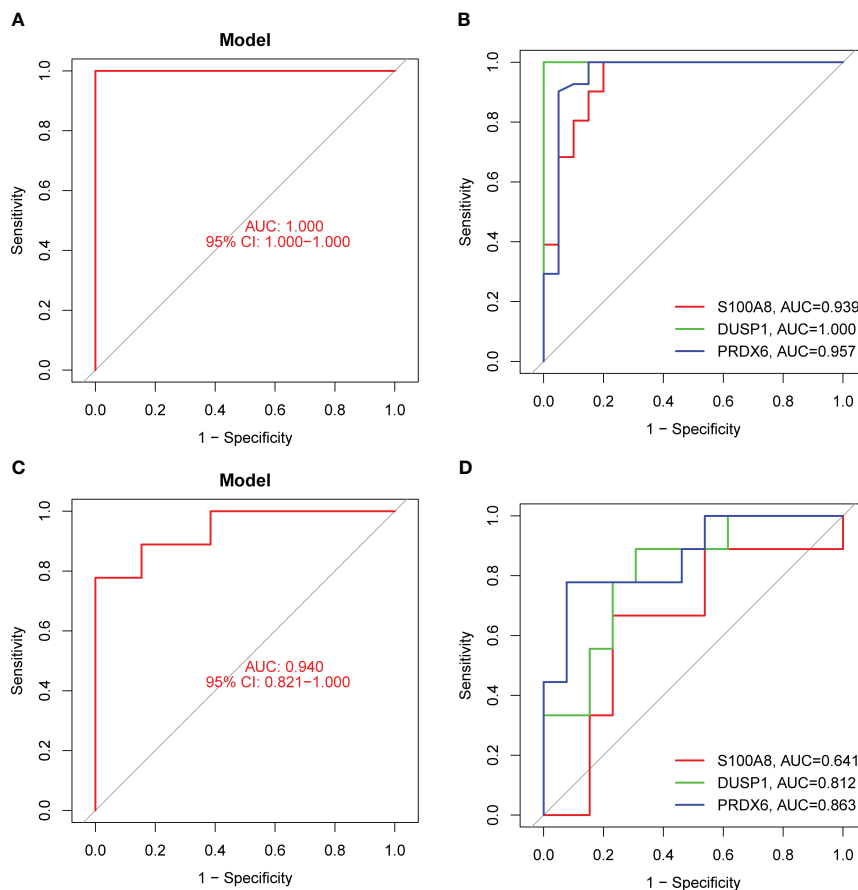 A
Model
1.0
0.8
0.6
0.4
0.2
0.0
Sensitivity
AUC: 1.000
95% CI: 1.000−1.000
0.0 0.2 0.4 0.6 0.8 1.0
1 − Specificity
B
1.0
0.8
0.6
0.4
0.2
0.0
Sensitivity
S100A8, AUC=0.939
DUSP1, AUC=1.000
PRDX6, AUC=0.957
0.0 0.2 0.4 0.6 0.8 1.0
1 − Specificity
C
Model
1.0
0.8
0.6
0.4
0.2
0.0
Sensitivity
AUC: 0.940
95% CI: 0.821−1.000
0.0 0.2 0.4 0.6 0.8 1.0
1 − Specificity
D
1.0
0.8
0.6
0.4
0.2
0.0
Sensitivity
S100A8, AUC=0.641
DUSP1, AUC=0.812
PRDX6, AUC=0.863
0.0 0.2 0.4 0.6 0.8 1.0
1 − Specificity